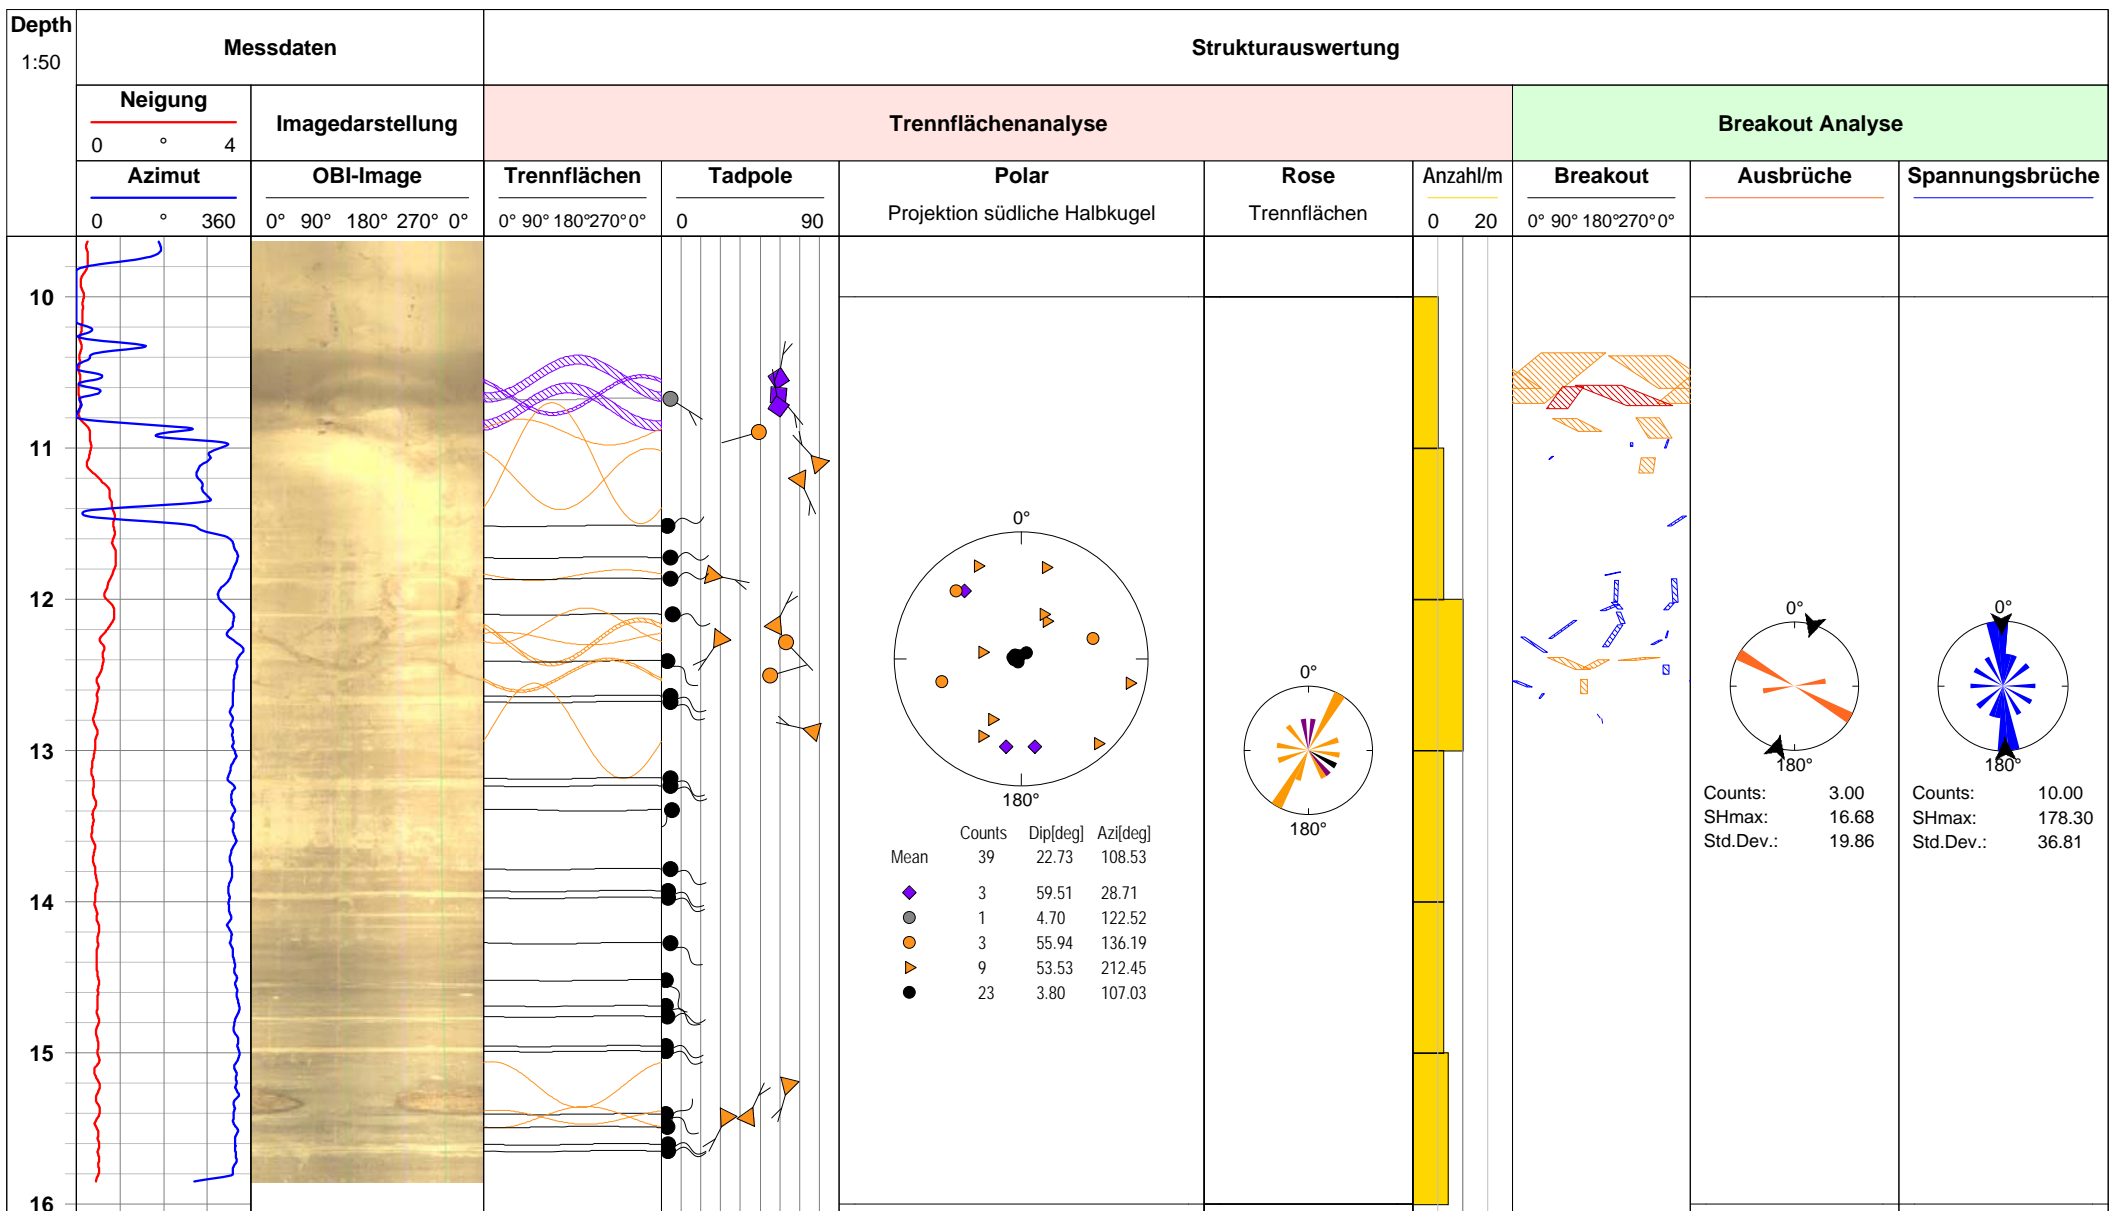 Depth
1:50
Messdaten
Strukturauswertung
Neigung
0 ° 4
Imagedarstellung
Trennflächenanalyse
Breakout Analyse
Azimut
0 ° 360
OBI-Image
0° 90° 180° 270° 0°
Trennflächen
0° 90° 180° 270° 0°
Tadpole
0 90
Polar
Projektion südliche Halbkugel
Rose
Trennflächen
Anzahl/m
0 20
Breakout
0° 90° 180° 270° 0°
Ausbrüche
Spannungsbrüche
10
11
12
13
14
15
16
0°
180°
Counts Dip[deg] Azi[deg]
Mean 39 22.73 108.53
3 59.51 28.71
1 4.70 122.52
3 55.94 136.19
9 53.53 212.45
23 3.80 107.03
0°
180°
0°
180°
Counts: 3.00
SHmax: 16.68
Std.Dev.: 19.86
0°
180°
Counts: 10.00
SHmax: 178.30
Std.Dev.: 36.81